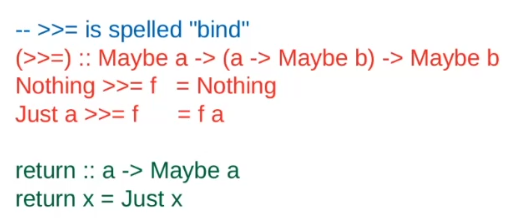 -- >>= is spelled "bind"
(>>=) :: Maybe a -> (a -> Maybe b) -> Maybe b
Nothing >>= f = Nothing
Just a >>= f = f a
return :: a -> Maybe a
return x = Just x